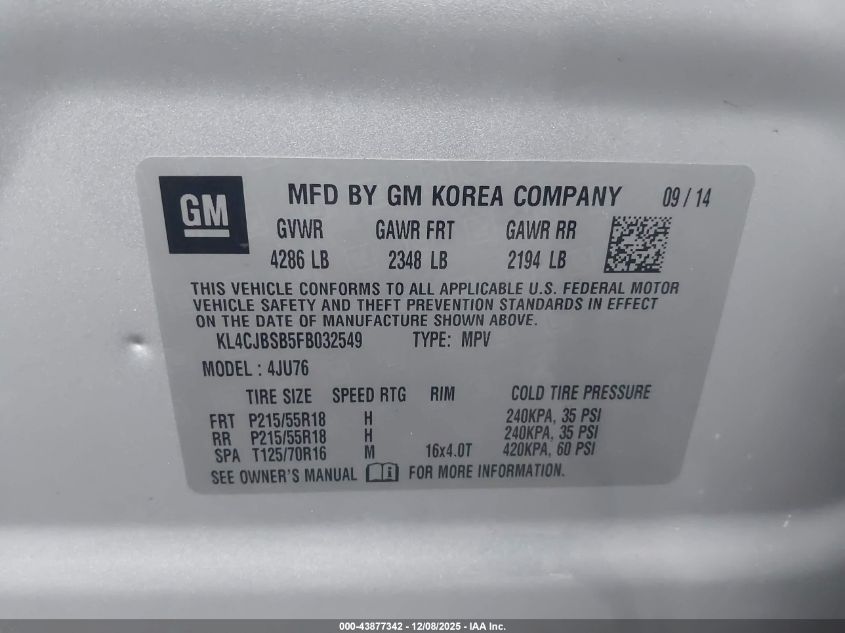 GM
MFD BY GM KOREA COMPANY 09 / 14
GVWR GAWR FRT GAWR RR
4286 LB 2348 LB 2194 LB
THIS VEHICLE CONFORMS TO ALL APPLICABLE U.S. FEDERAL MOTOR
VEHICLE SAFETY AND THEFT PREVENTION STANDARDS IN EFFECT
ON THE DATE OF MANUFACTURE SHOWN ABOVE.
KL4CJBSB5FB032549 TYPE: MPV
MODEL : 4JU76
TIRE SIZE SPEED RTG RIM COLD TIRE PRESSURE
FRT P215/55R18 H 240KPA, 35 PSI
RR P215/55R18 H 240KPA, 35 PSI
SPA T125/70R16 M 16x4.0T 420KPA, 60 PSI
SEE OWNER'S MANUAL i FOR MORE INFORMATION.
000-43877342 - 12/08/2025 - IAA Inc.